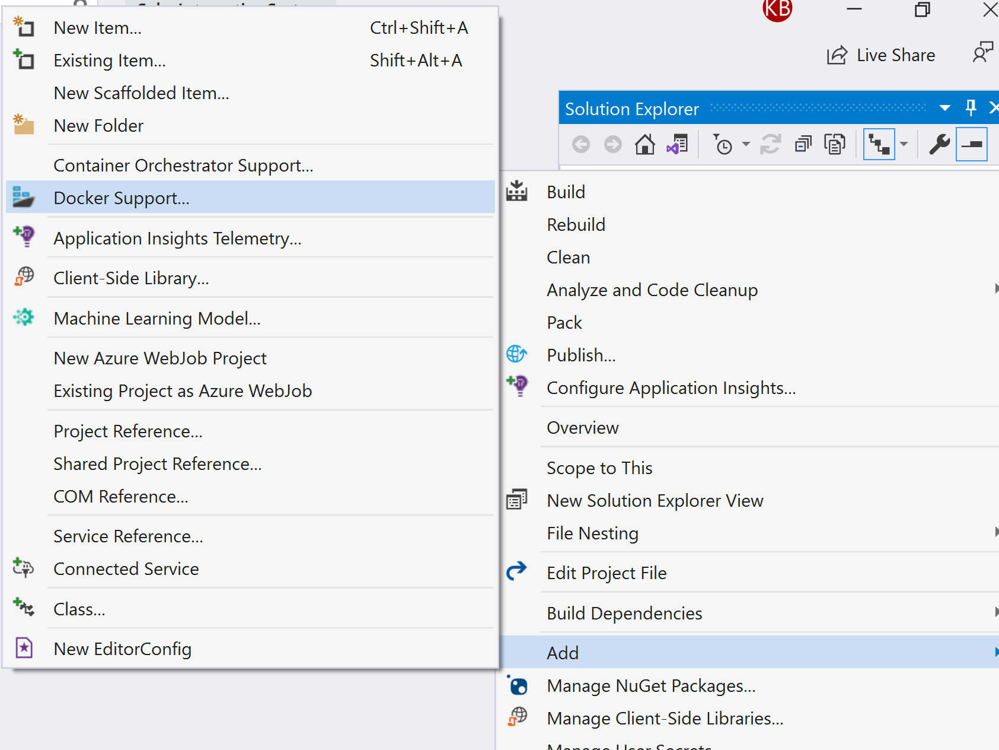 New Item... Ctrl+Shift+A
Existing Item... Shift+Alt+A
New Scaffolded Item...
New Folder
Container Orchestrator Support...
Docker Support...
Application Insights Telemetry...
Client-Side Library...
Machine Learning Model...
New Azure WebJob Project
Existing Project as Azure WebJob
Project Reference...
Shared Project Reference...
COM Reference...
Service Reference...
Connected Service
Class...
New EditorConfig
KB
Live Share
Solution Explorer
Build
Rebuild
Clean
Analyze and Code Cleanup
Pack
Publish...
Configure Application Insights...
Overview
Scope to This
New Solution Explorer View
File Nesting
Edit Project File
Build Dependencies
Add
Manage NuGet Packages...
Manage Client-Side Libraries...
Manage User Secrets